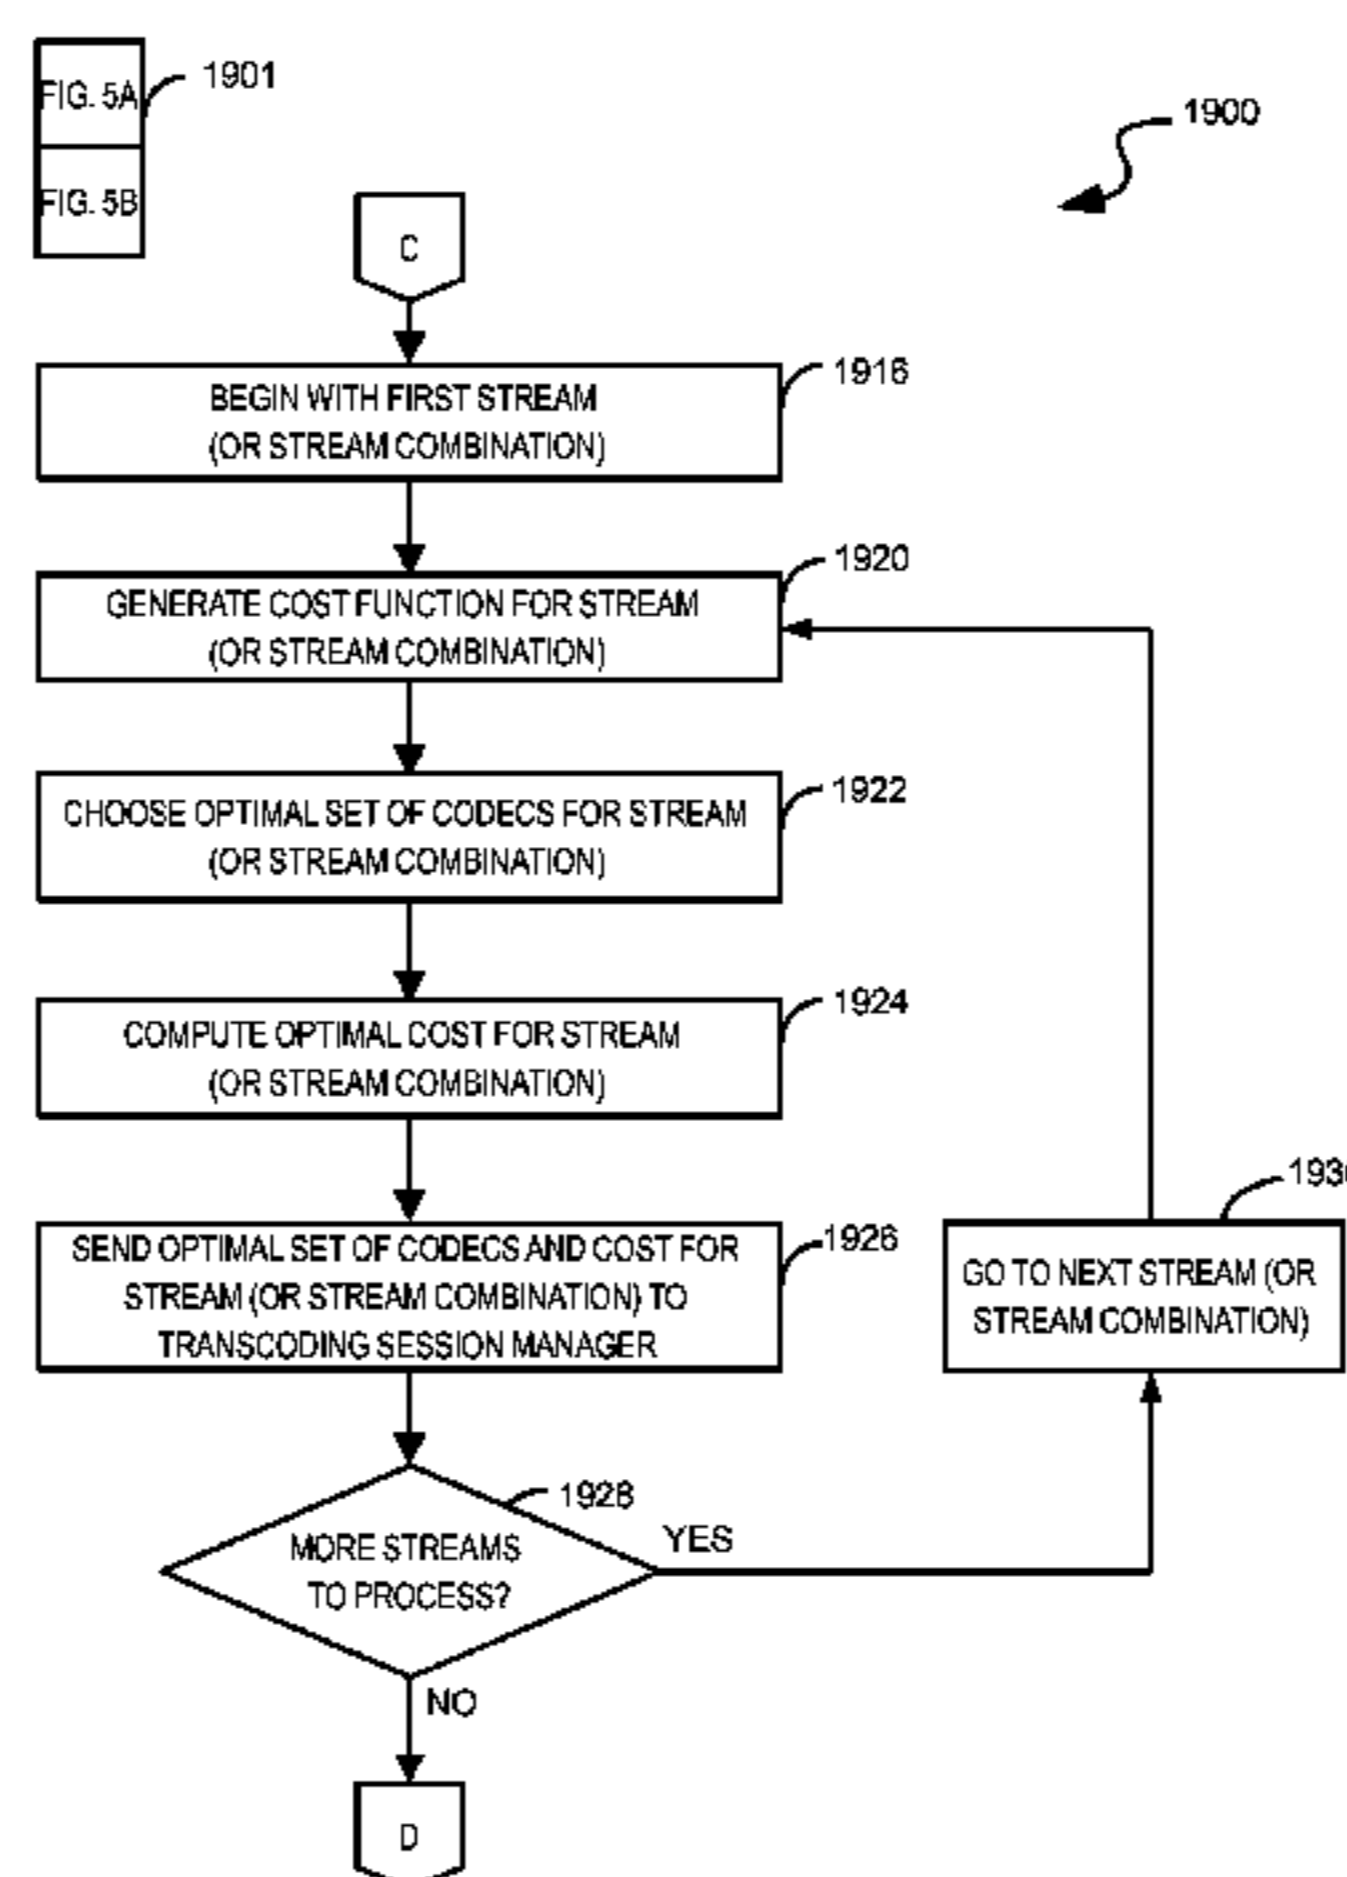 FIG. 5A
1901
FIG. 5B
1900
C
BEGIN WITH FIRST STREAM
(OR STREAM COMBINATION)
1916
GENERATE COST FUNCTION FOR STREAM
(OR STREAM COMBINATION)
1920
CHOOSE OPTIMAL SET OF CODECS FOR STREAM
(OR STREAM COMBINATION)
1922
COMPUTE OPTIMAL COST FOR STREAM
(OR STREAM COMBINATION)
1924
SEND OPTIMAL SET OF CODECS AND COST FOR
STREAM (OR STREAM COMBINATION) TO
TRANSCODING SESSION MANAGER
1926
GO TO NEXT STREAM (OR
STREAM COMBINATION)
MORE STREAMS
TO PROCESS?
1928
YES
NO
D